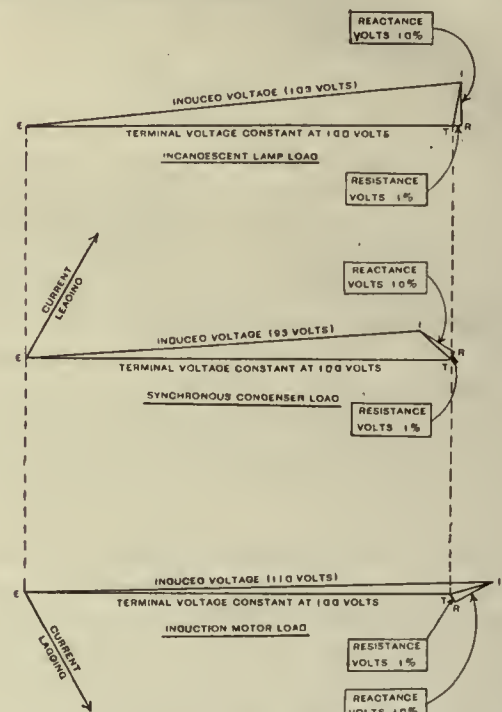 REACTANCE
VOLTS 10%
I
INDUCED VOLTAGE (103 VOLTS)
E
TERMINAL VOLTAGE CONSTANT AT 100 VOLTS
T R
INCANDESCENT LAMP LOAD
RESISTANCE
VOLTS 1%
CURRENT
LEADING
REACTANCE
VOLTS 10%
I
INDUCED VOLTAGE (93 VOLTS)
R
E
TERMINAL VOLTAGE CONSTANT AT 100 VOLTS
T
SYNCHRONOUS CONDENSER LOAD
RESISTANCE
VOLTS 1%
INDUCED VOLTAGE (110 VOLTS)
I
E
TERMINAL VOLTAGE CONSTANT AT 100 VOLTS
T
R
INDUCTION MOTOR LOAD
CURRENT
LAGGING
RESISTANCE
VOLTS 1%
REACTANCE
VOLTS 10%